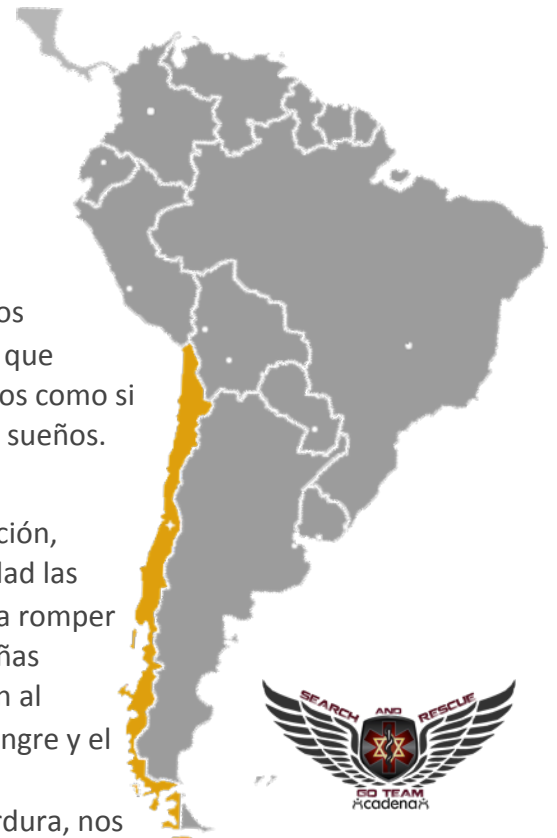 os
que
os como si
sueños.
ción,
dad las
a romper
ñas
n al
ngre y el
rdura, nos
SEARCH AND RESCUE
GO TEAM
cadena